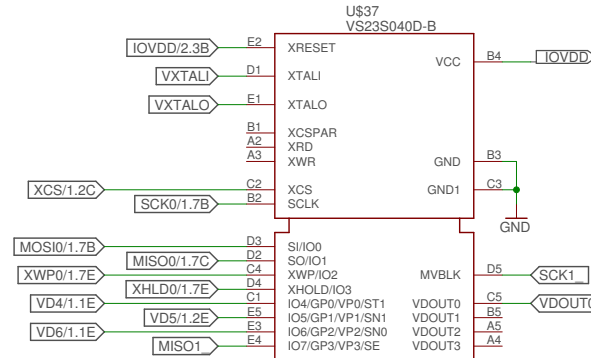 U$37
VS23S040D-B
IOVDD/2.3B E2 XRESET
VCC B4 IOVDD
VXTALI D1 XTALI
VXTALO E1 XTALO
B1 XCSPAR
A2 XRD
A3 XWR GND B3
XCS/1.2C C2 XCS GND1 C3
SCK0/1.7B B2 SCLK
GND
MOSI0/1.7B D3 SI/IO0
MISO0/1.7C D2 SO/IO1
XWP0/1.7E C4 XWP/IO2 MVBLK D5 SCK1_
XHLD0/1.7E D4 XHOLD/IO3
VD4/1.1E C1 IO4/GP0/VP0/ST1 VDOUT0 C5 VDOUT0
VD5/1.2E E5 IO5/GP1/VP1/SN1 VDOUT1 B5
VD6/1.1E E3 IO6/GP2/VP2/SN0 VDOUT2 A5
MISO1_ E4 IO7/GP3/VP3/SE VDOUT3 A4